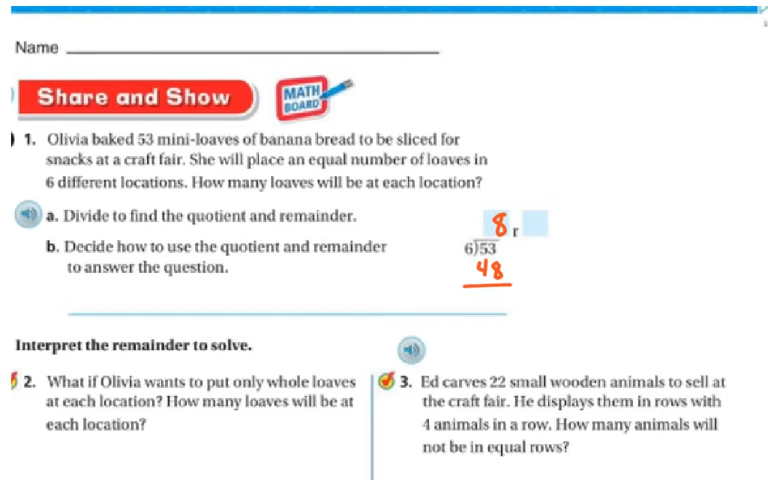 Name
Share and Show
MATH
BOARD
1. Olivia baked 53 mini-loaves of banana bread to be sliced for
snacks at a craft fair. She will place an equal number of loaves in
6 different locations. How many loaves will be at each location?
a. Divide to find the quotient and remainder.
8 r
b. Decide how to use the quotient and remainder
6)53
to answer the question.
48
Interpret the remainder to solve.
2. What if Olivia wants to put only whole loaves
at each location? How many loaves will be at
each location?
3. Ed carves 22 small wooden animals to sell at
the craft fair. He displays them in rows with
4 animals in a row. How many animals will
not be in equal rows?